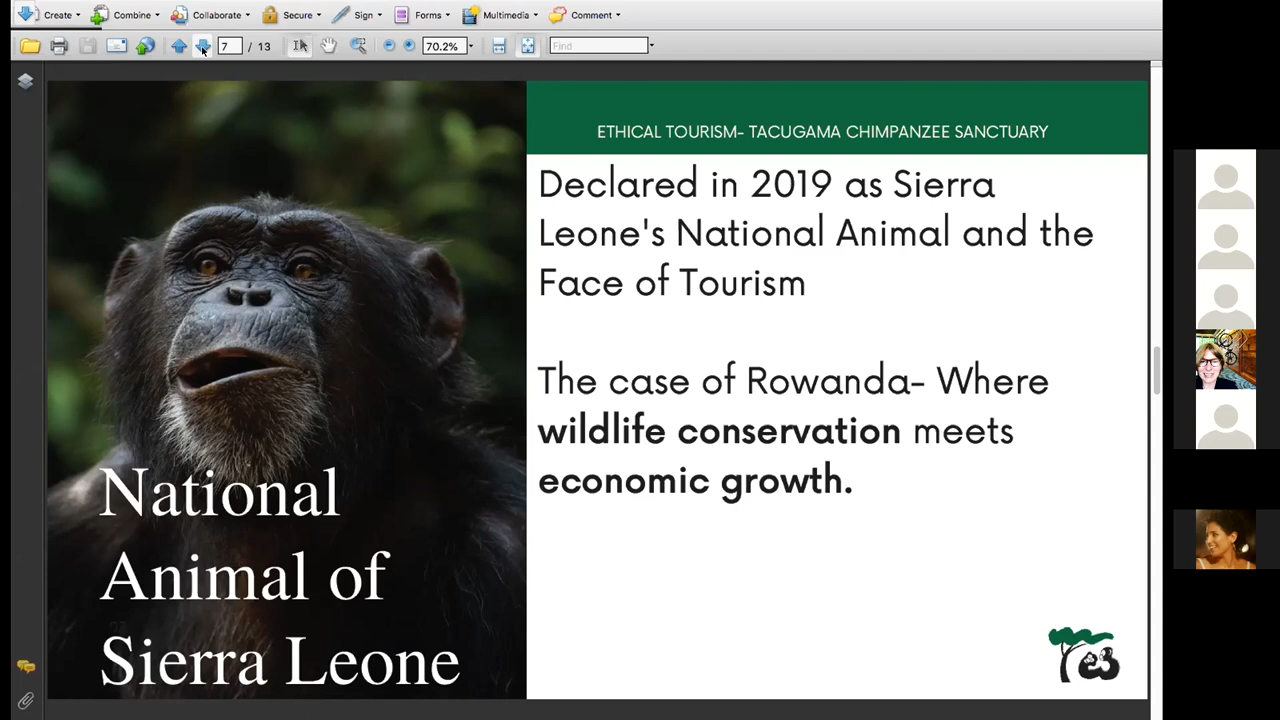 Create Combine Collaborate Secure Sign Forms Multimedia Comment
7 / 13 70.2% Find
ETHICAL TOURISM- TACUGAMA CHIMPANZEE SANCTUARY
Declared in 2019 as Sierra
Leone's National Animal and the
Face of Tourism
The case of Rowanda- Where
wildlife conservation meets
economic growth.
National
Animal of
Sierra Leone